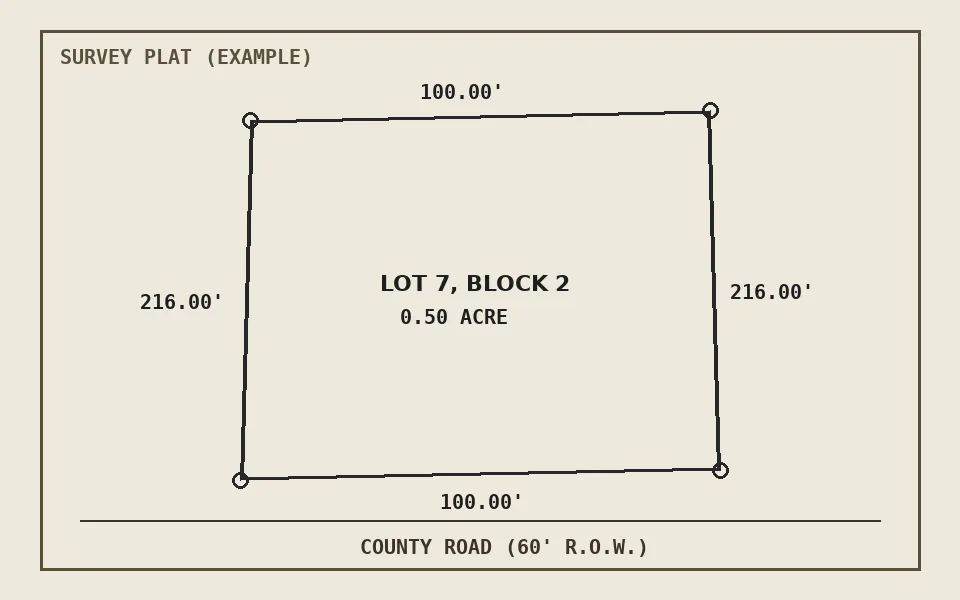 SURVEY PLAT (EXAMPLE)
100.00'
LOT 7, BLOCK 2
216.00'
216.00'
0.50 ACRE
100.00'
COUNTY ROAD (60' R.O.W.)